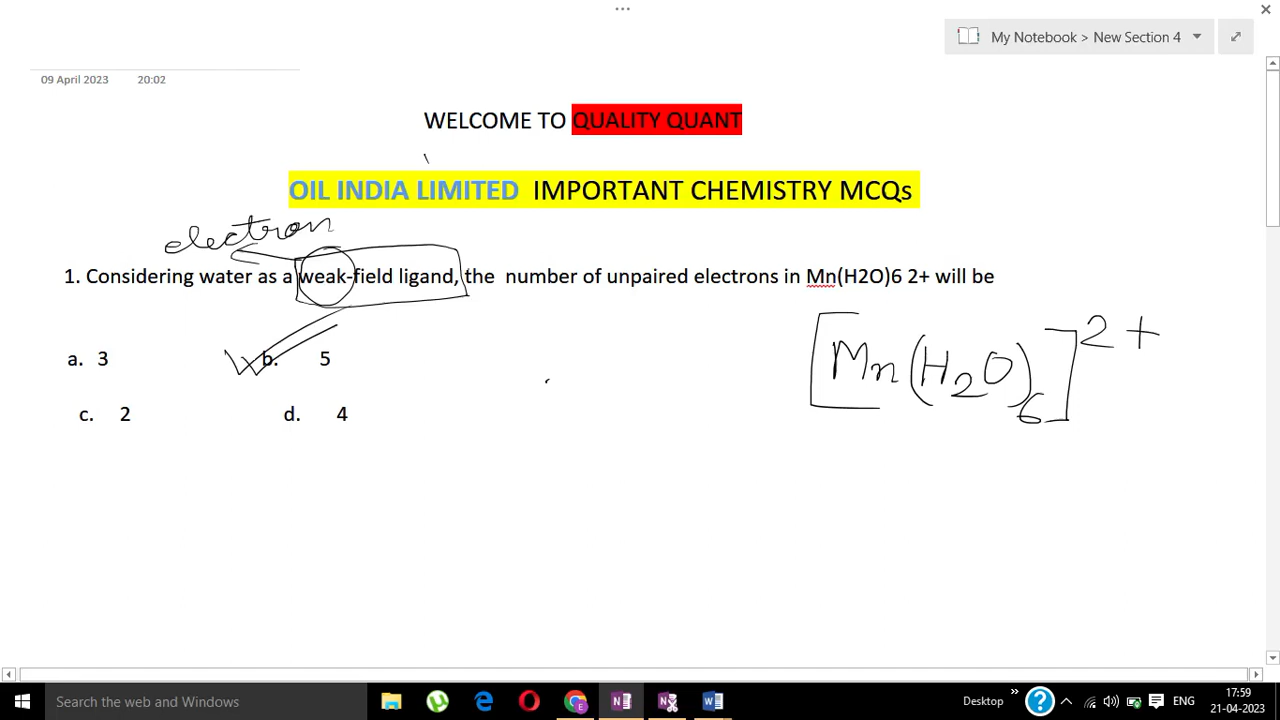 My Notebook > New Section 4
09 April 2023 20:02
WELCOME TO QUALITY QUANT
OIL INDIA LIMITED IMPORTANT CHEMISTRY MCQs
electron
1. Considering water as a weak-field ligand, the number of unpaired electrons in Mn(H2O)6 2+ will be
[Mn(H2O)6]2+
a. 3 b. 5
c. 2 d. 4
Search the web and Windows
Desktop
ENG
17:59
21-04-2023